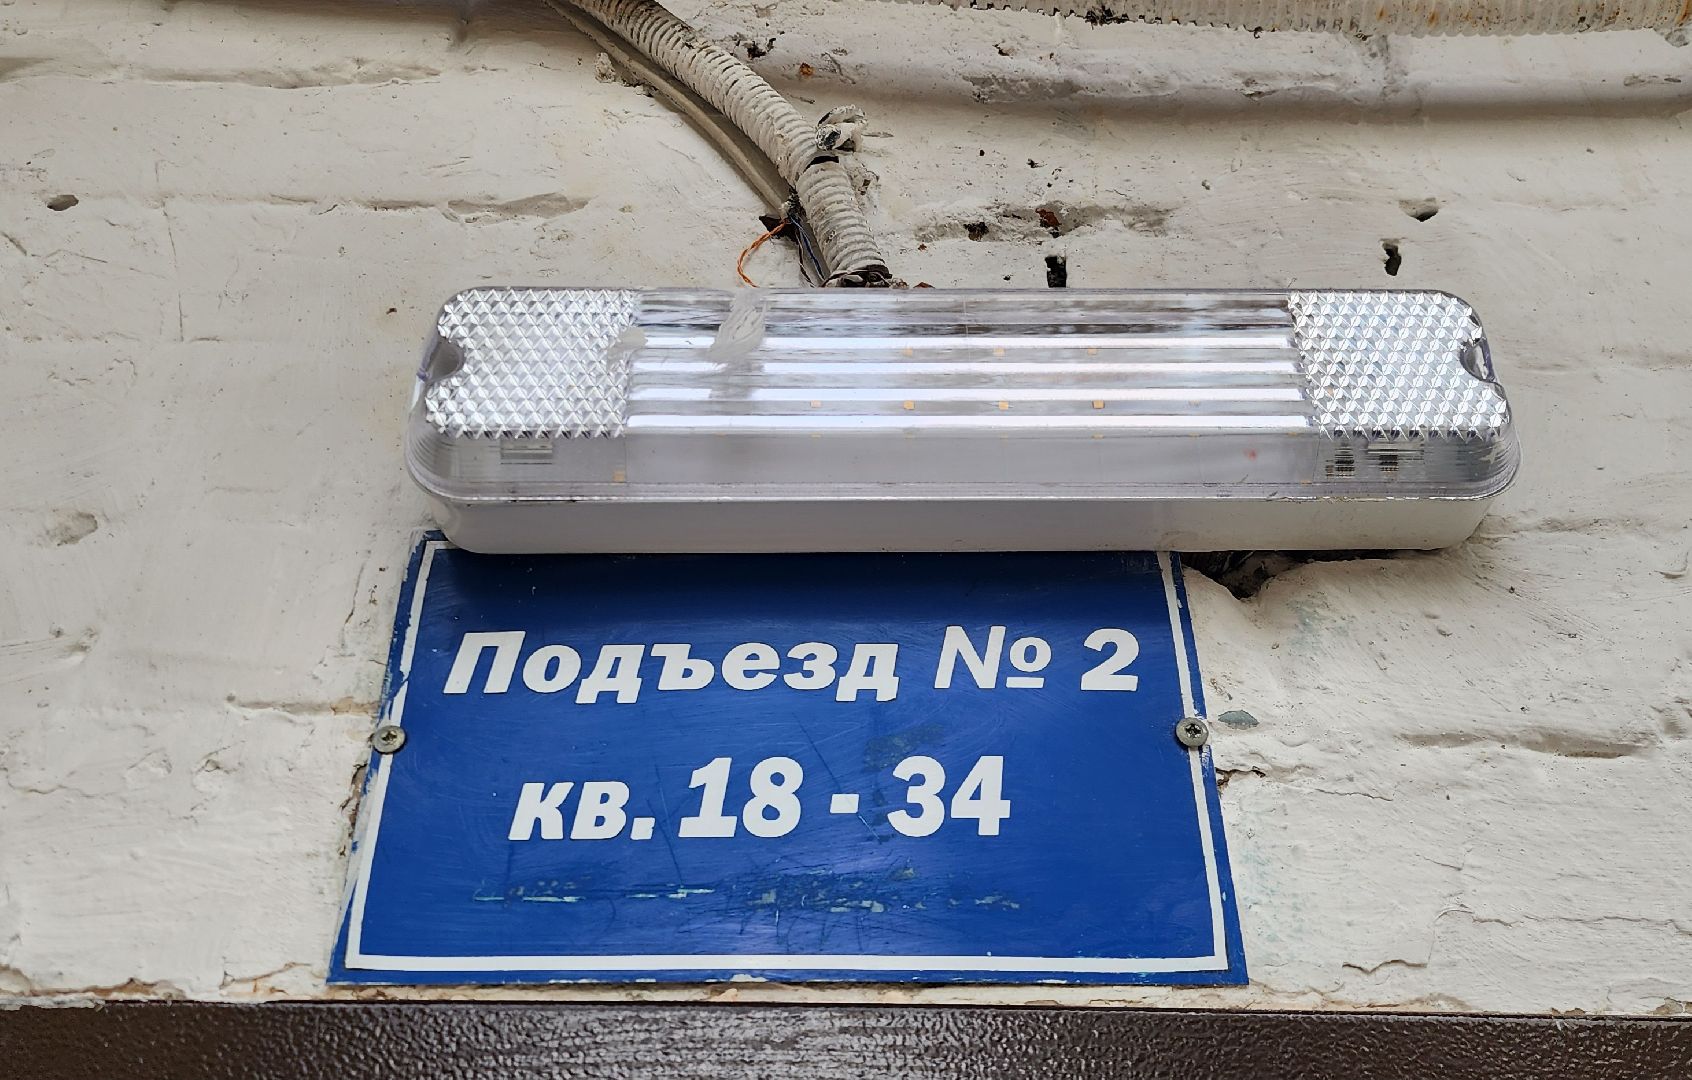 Подъезд № 2
кв. 18 - 34